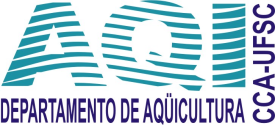 AQI
DEPARTAMENTO DE AQÜICULTURA
CCA-UFSC